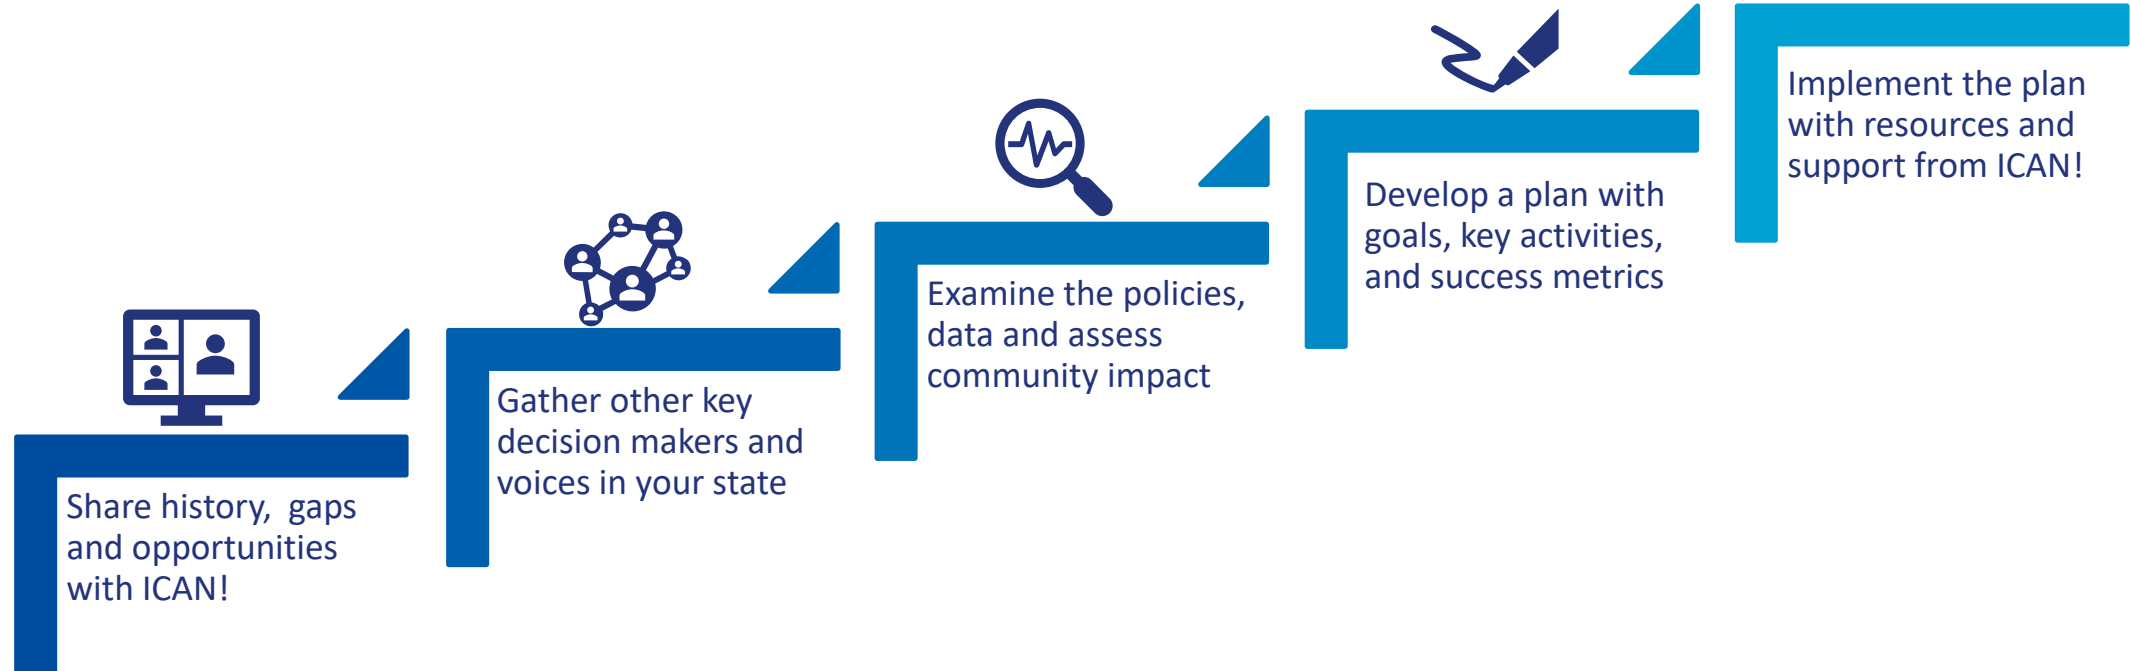 Share history,  gaps
and opportunities
with ICAN!
Gather other key
decision makers and
voices in your state
Examine the policies,
data and assess
community impact
Develop a plan with
goals, key activities,
and success metrics
Implement the plan
with resources and
support from ICAN!